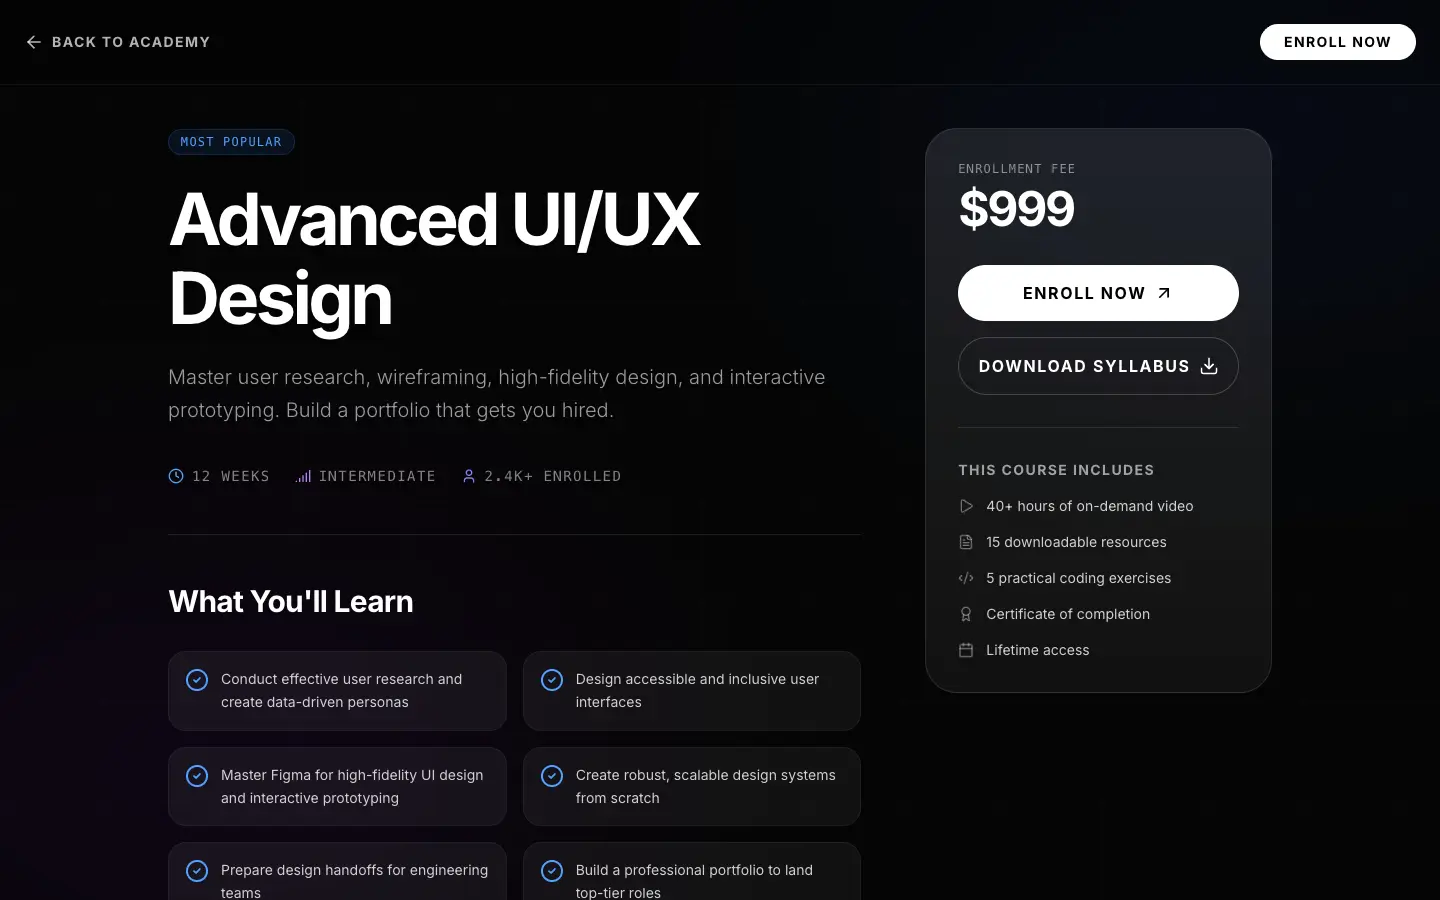 BACK TO ACADEMY
ENROLL NOW
MOST POPULAR
Advanced UI/UX
Design
Master user research, wireframing, high-fidelity design, and interactive
prototyping. Build a portfolio that gets you hired.
12 WEEKS
INTERMEDIATE
2.4K+ ENROLLED
What You'll Learn
Conduct effective user research and
create data-driven personas
Design accessible and inclusive user
interfaces
Master Figma for high-fidelity UI design
and interactive prototyping
Create robust, scalable design systems
from scratch
Prepare design handoffs for engineering
teams
Build a professional portfolio to land
top-tier roles
ENROLLMENT FEE
$999
ENROLL NOW
DOWNLOAD SYLLABUS
THIS COURSE INCLUDES
40+ hours of on-demand video
15 downloadable resources
5 practical coding exercises
Certificate of completion
Lifetime access